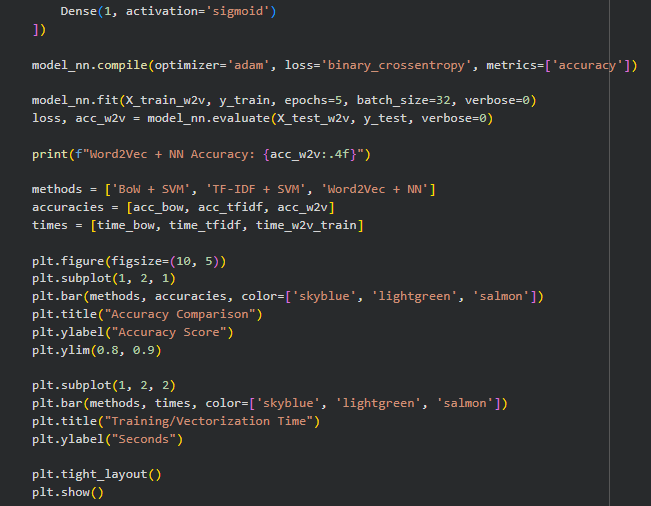 Dense(1, activation='sigmoid')
])
model_nn.compile(optimizer='adam', loss='binary_crossentropy', metrics=['accuracy'])
model_nn.fit(X_train_w2v, y_train, epochs=5, batch_size=32, verbose=0)
loss, acc_w2v = model_nn.evaluate(X_test_w2v, y_test, verbose=0)
print(f"Word2Vec + NN Accuracy: {acc_w2v:.4f}")
methods = ['BoW + SVM', 'TF-IDF + SVM', 'Word2Vec + NN']
accuracies = [acc_bow, acc_tfidf, acc_w2v]
times = [time_bow, time_tfidf, time_w2v_train]
plt.figure(figsize=(10, 5))
plt.subplot(1, 2, 1)
plt.bar(methods, accuracies, color=['skyblue', 'lightgreen', 'salmon'])
plt.title("Accuracy Comparison")
plt.ylabel("Accuracy Score")
plt.ylim(0.8, 0.9)
plt.subplot(1, 2, 2)
plt.bar(methods, times, color=['skyblue', 'lightgreen', 'salmon'])
plt.title("Training/Vectorization Time")
plt.ylabel("Seconds")
plt.tight_layout()
plt.show()